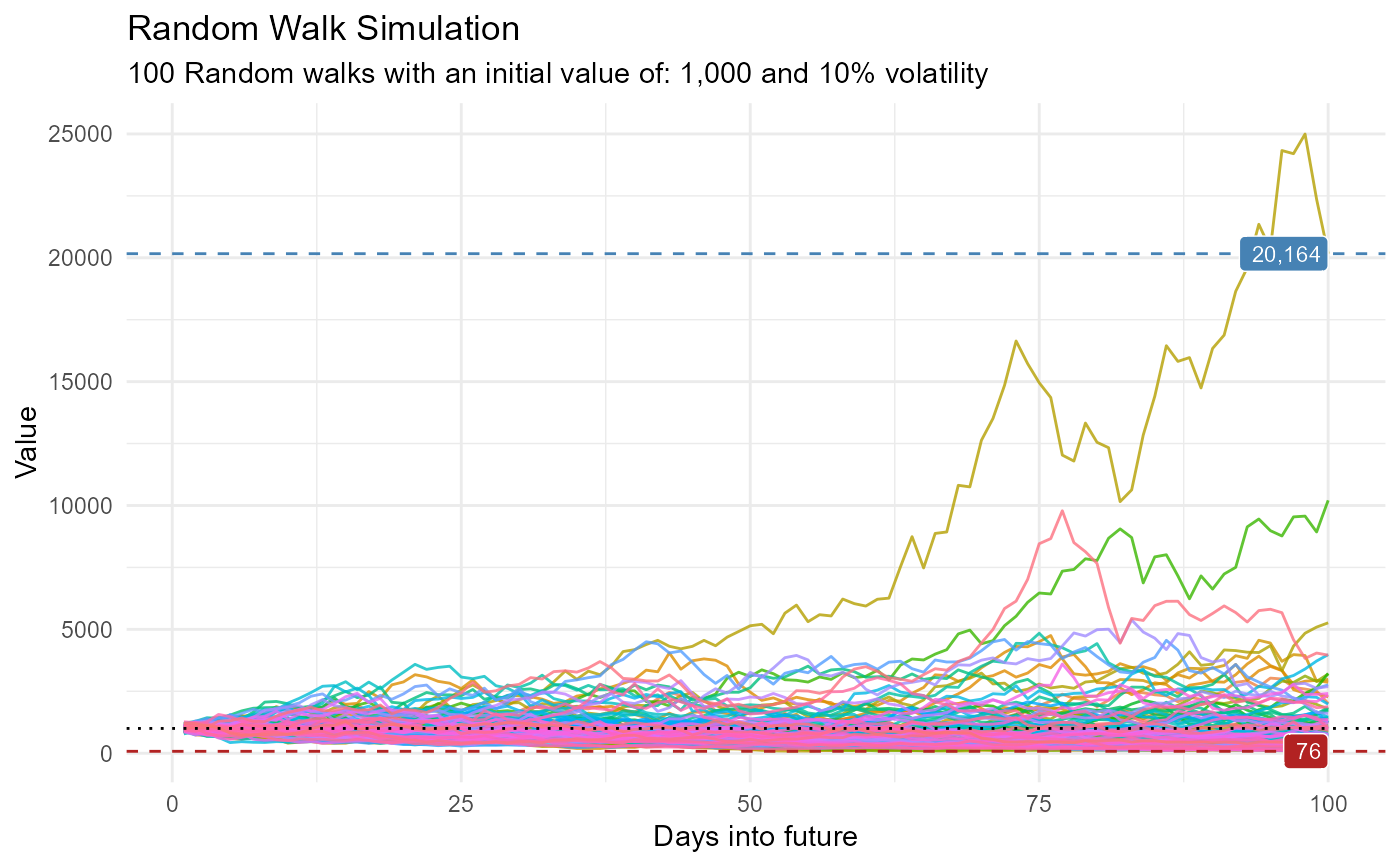 Random Walk Simulation
100 Random walks with an initial value of: 1,000 and 10% volatility
25000
20,164
20000
15000
Value
10000
5000
0
76
0 25 50 75 100
Days into future